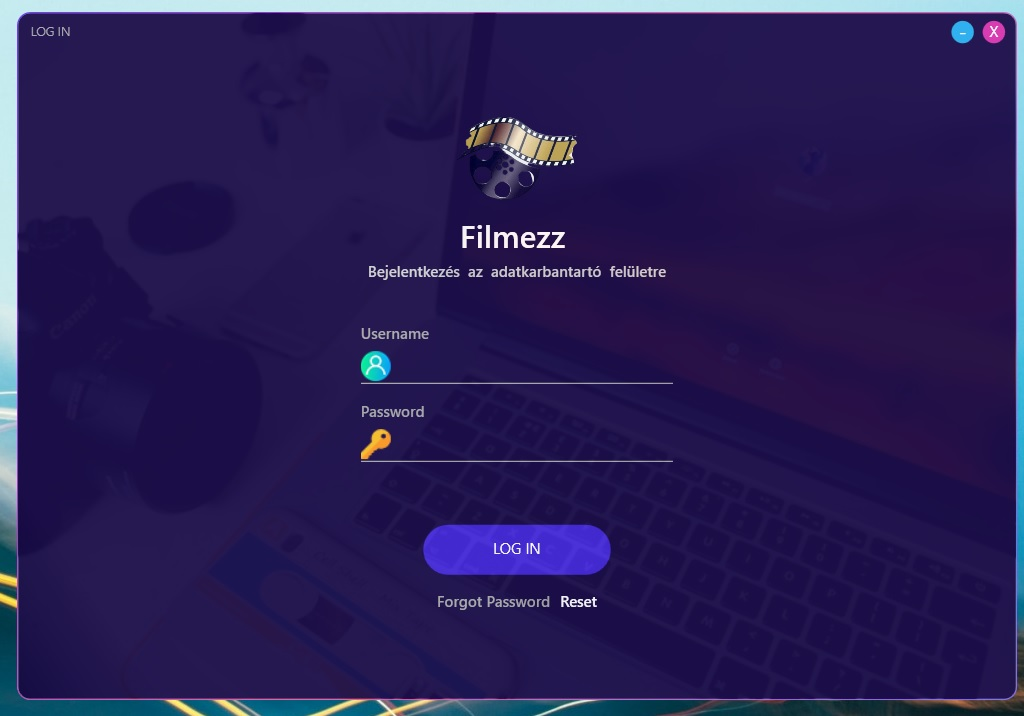 LOG IN
– X
Filmezz
Bejelentkezés az adatkarbantartó felületre
Username
Password
LOG IN
Forgot Password Reset